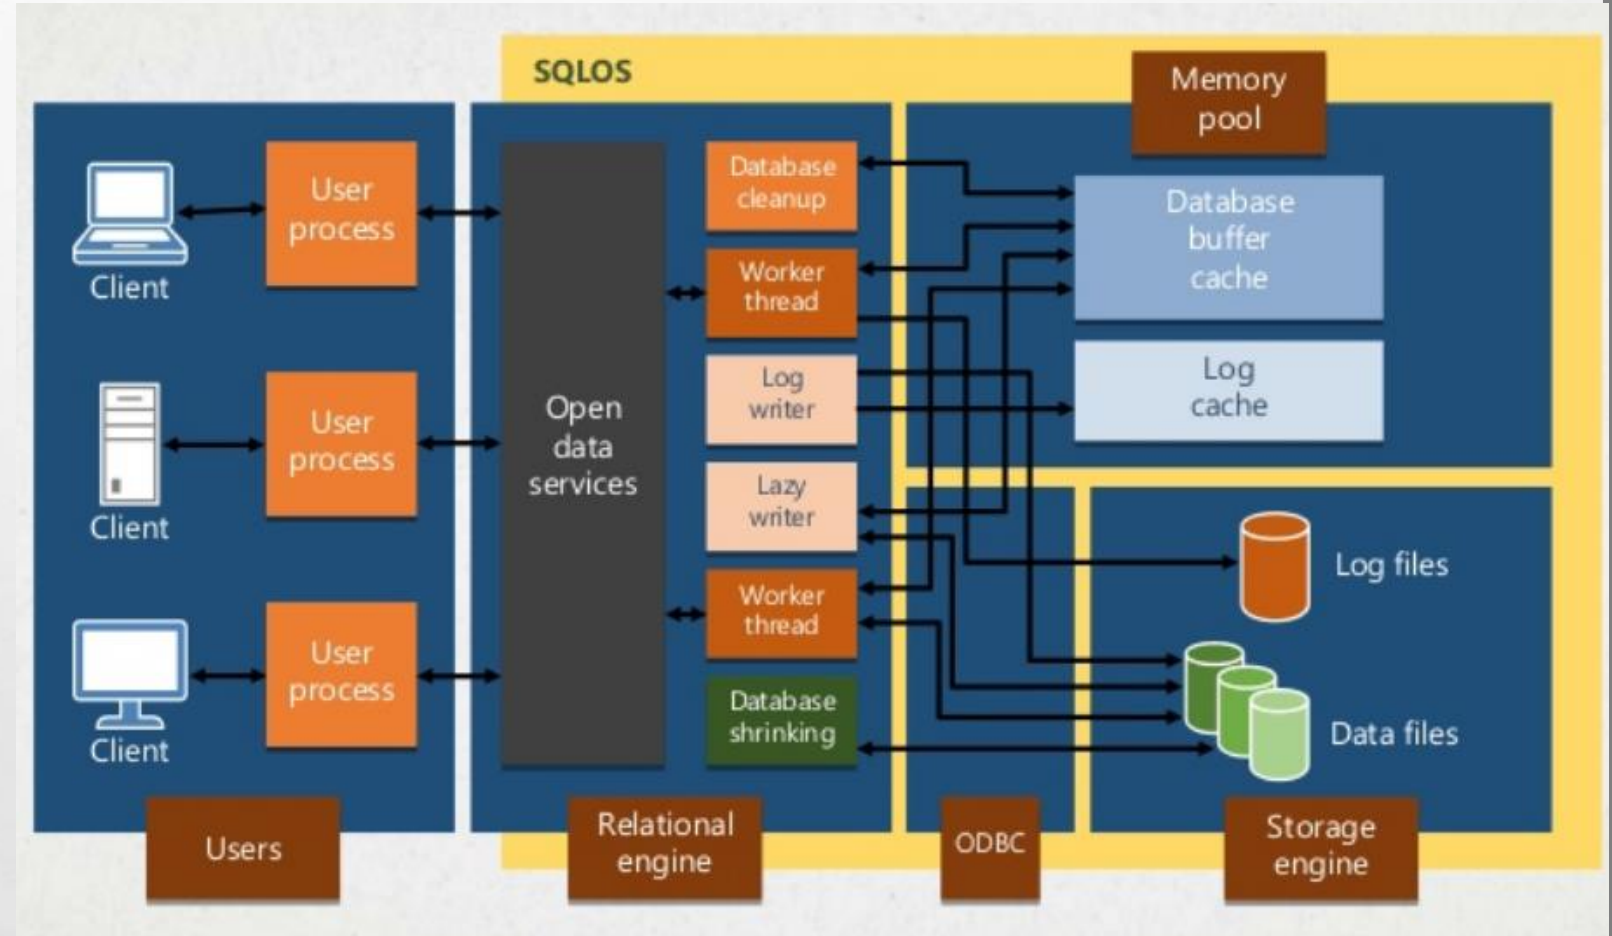 SQLOS
Memory
pool
User
process
Client
User
process
Client
User
process
Client
Users
Open
data
services
Database
cleanup
Worker
thread
Log
writer
Lazy
writer
Worker
thread
Database
shrinking
Relational
engine
Database
buffer
cache
Log
cache
ODBC
Log files
Data files
Storage
engine